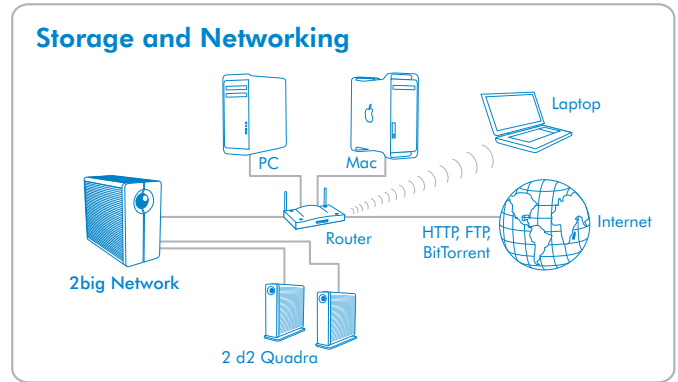 Storage and Networking
Laptop
PC
Mac
Internet
Router
HTTP, FTP,
BitTorrent
2big Network
2 d2 Quadra